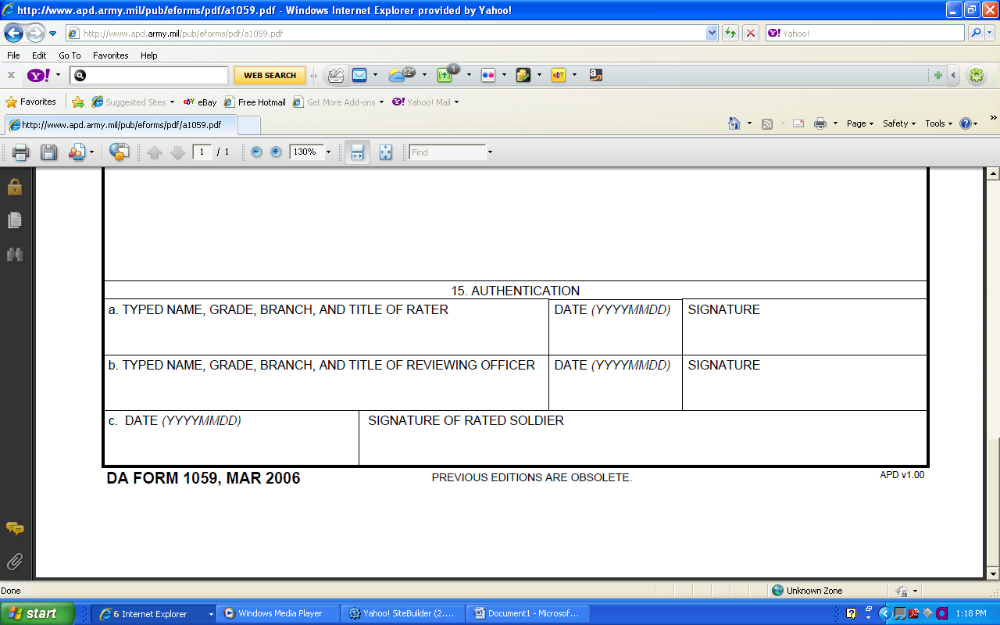 http://www.apd.army.mil/pub/eforms/pdf/a1059.pdf - Windows Internet Explorer provided by Yahoo!
http://www.apd.army.mil/pub/eforms/pdf/a1059.pdf
Y! Yahoo!
File Edit Go To Favorites Help
x Y! WEB SEARCH 82° 1 ebY a
Favorites Suggested Sites ebY eBay Free Hotmail Get More Add-ons Y! Yahoo! Mail
http://www.apd.army.mil/pub/eforms/pdf/a1059.pdf Page Safety Tools ? »
1 / 1 130% Find
15. AUTHENTICATION
a. TYPED NAME, GRADE, BRANCH, AND TITLE OF RATER DATE (YYYYMMDD) SIGNATURE
b. TYPED NAME, GRADE, BRANCH, AND TITLE OF REVIEWING OFFICER DATE (YYYYMMDD) SIGNATURE
c. DATE (YYYYMMDD) SIGNATURE OF RATED SOLDIER
DA FORM 1059, MAR 2006 PREVIOUS EDITIONS ARE OBSOLETE. APD v1.00
Done Unknown Zone
start 6 Internet Explorer Windows Media Player Yahoo! SiteBuilder (2.... Document1 - Microsof... ? 1:18 PM